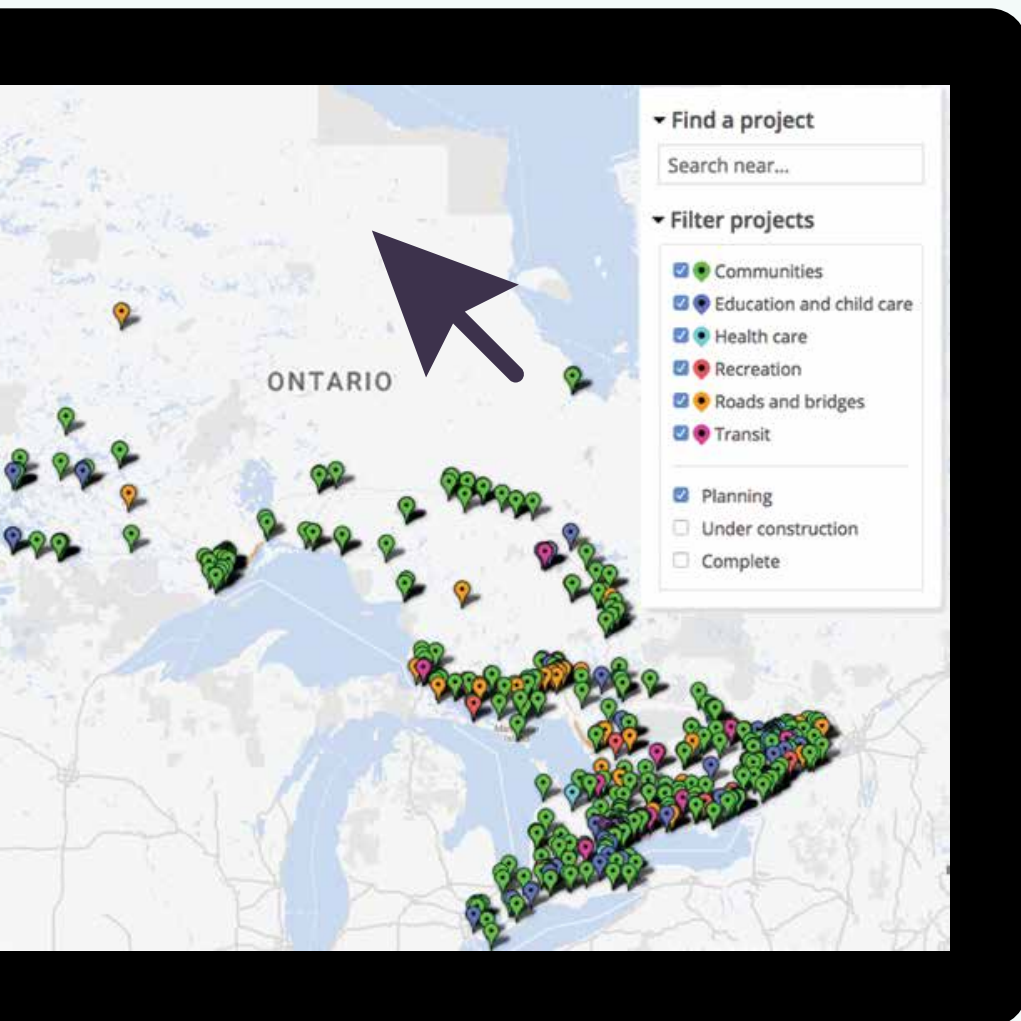 Find a project
Search near...
Filter projects
Communities
Education and child care
Health care
Recreation
Roads and bridges
Transit
Planning
Under construction
Complete
ONTARIO